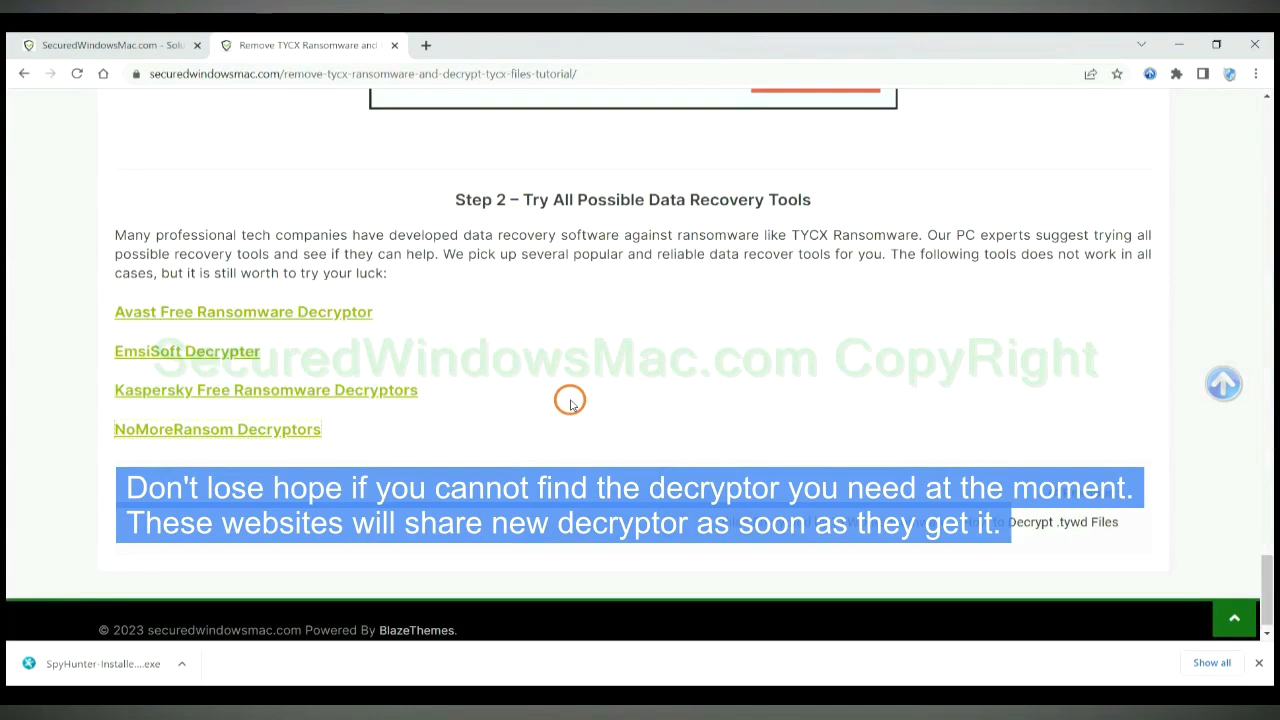 SecuredWindowsMac.com - Solu
Remove TYCX Ransomware and
securedwindowsmac.com/remove-tycx-ransomware-and-decrypt-tycx-files-tutorial/
Step 2 – Try All Possible Data Recovery Tools
Many professional tech companies have developed data recovery software against ransomware like TYCX Ransomware. Our PC experts suggest trying all
possible recovery tools and see if they can help. We pick up several popular and reliable data recover tools for you. The following tools does not work in all
cases, but it is still worth to try your luck:
Avast Free Ransomware Decryptor
EmsiSoft Decrypter
SecuredWindowsMac.com CopyRight
Kaspersky Free Ransomware Decryptors
NoMoreRansom Decryptors
Don't lose hope if you cannot find the decryptor you need at the moment.
These websites will share new decryptor as soon as they get it.
Decrypt .tywd Files
© 2023 securedwindowsmac.com Powered By BlazeThemes.
SpyHunter-Installe....exe
Show all